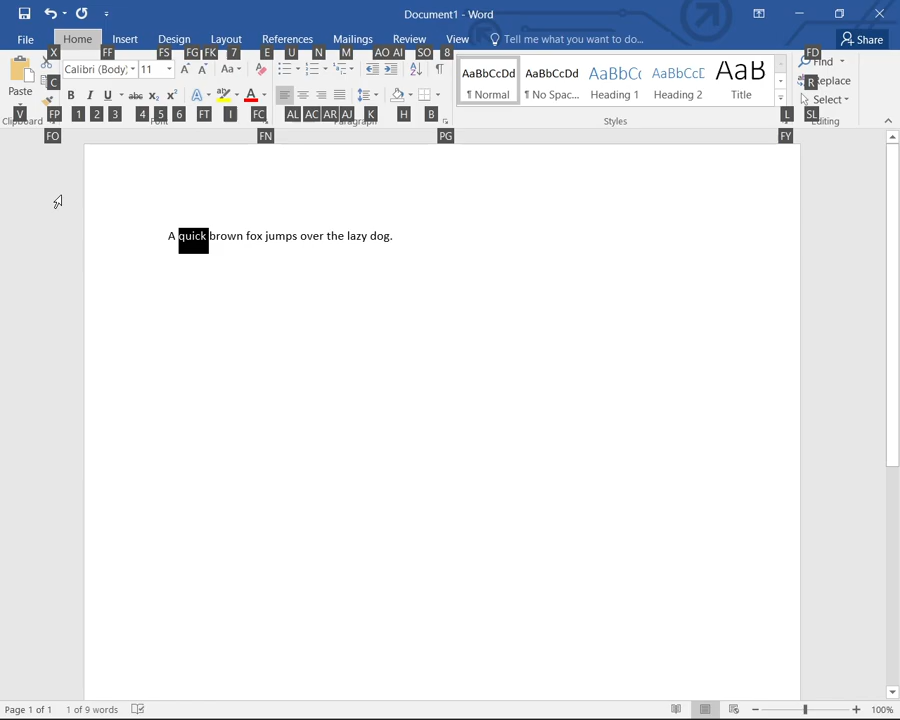 Document1 - Word
File Home Insert Design Layout References Mailings Review View Tell me what you want to do... Share
X FF FS FG FK 7 E U N M AO AI SO 8 FD
Calibri (Body) 11 Aa Find
C R Replace
Paste B I U abc X₂ X² A ab A AaBbCcDd AaBbCcDd AaBbCc AaBbCcE AaB
¶ Normal ¶ No Spac... Heading 1 Heading 2 Title Select
V FP 1 2 3 4 5 6 FT I FC AL AC AR AJ K H B L SL
Clipboard Font Paragraph Styles Editing
FO FN PG FY
A quick brown fox jumps over the lazy dog.
Page 1 of 1 1 of 9 words 100%